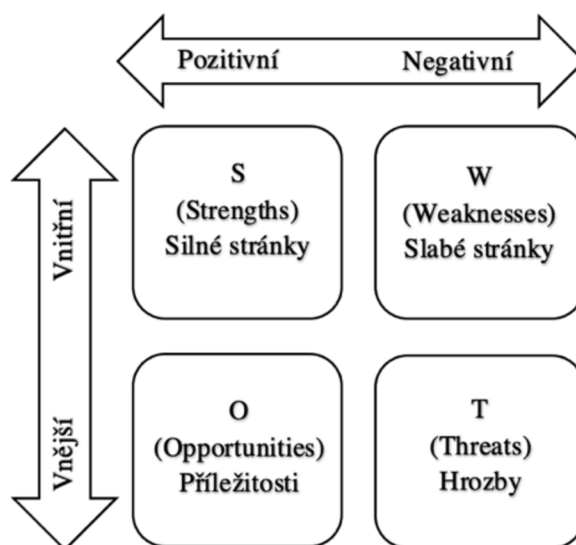 Pozitivní Negativní
Vnitřní
S
(Strengths)
Silné stránky
W
(Weaknesses)
Slabé stránky
Vnější
O
(Opportunities)
Příležitosti
T
(Threats)
Hrozby